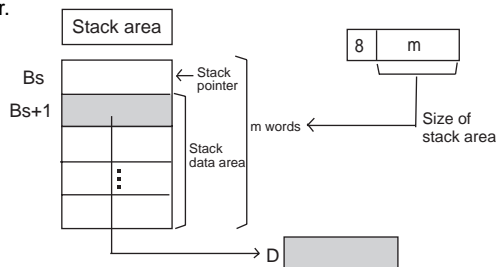 r.
Stack area
8 m
Bs
Stack
pointer
Bs+1
m words
Size of
stack area
Stack
data area
D